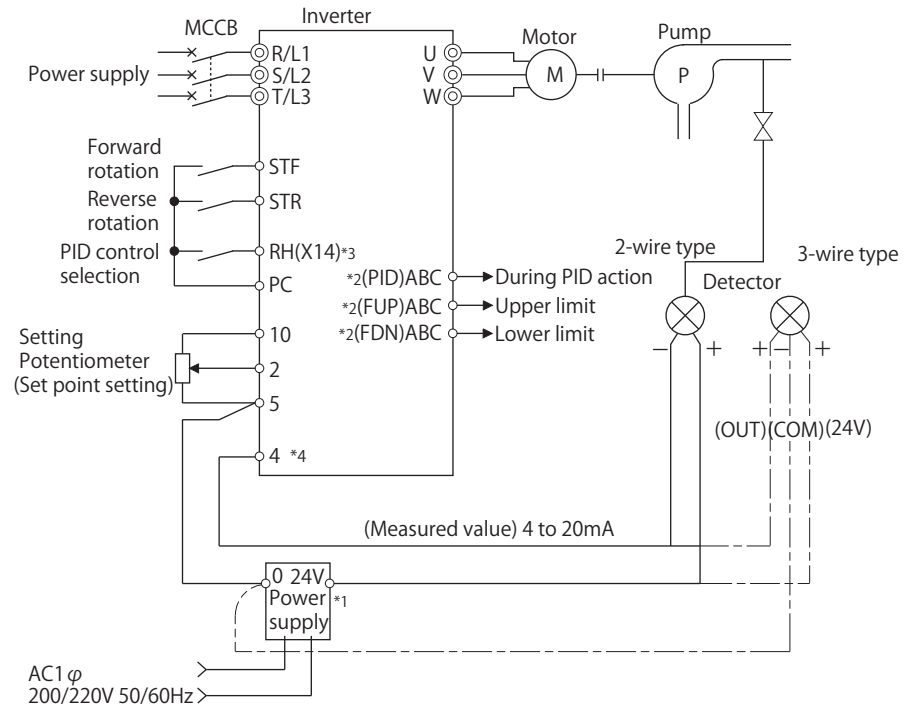 Inverter
MCCB
Power supply
R/L1
S/L2
T/L3
U
V
W
Motor
M
Pump
P
Forward
rotation
STF
Reverse
rotation
STR
PID control
selection
RH(X14)*3
PC
*2(PID)ABC
During PID action
*2(FUP)ABC
Upper limit
*2(FDN)ABC
Lower limit
2-wire type
3-wire type
Detector
− +
+ − +
(OUT)(COM)(24V)
Setting
Potentiometer
(Set point setting)
10
2
5
4 *4
(Measured value) 4 to 20mA
0 24V
Power
supply
*1
AC1φ
200/220V 50/60Hz